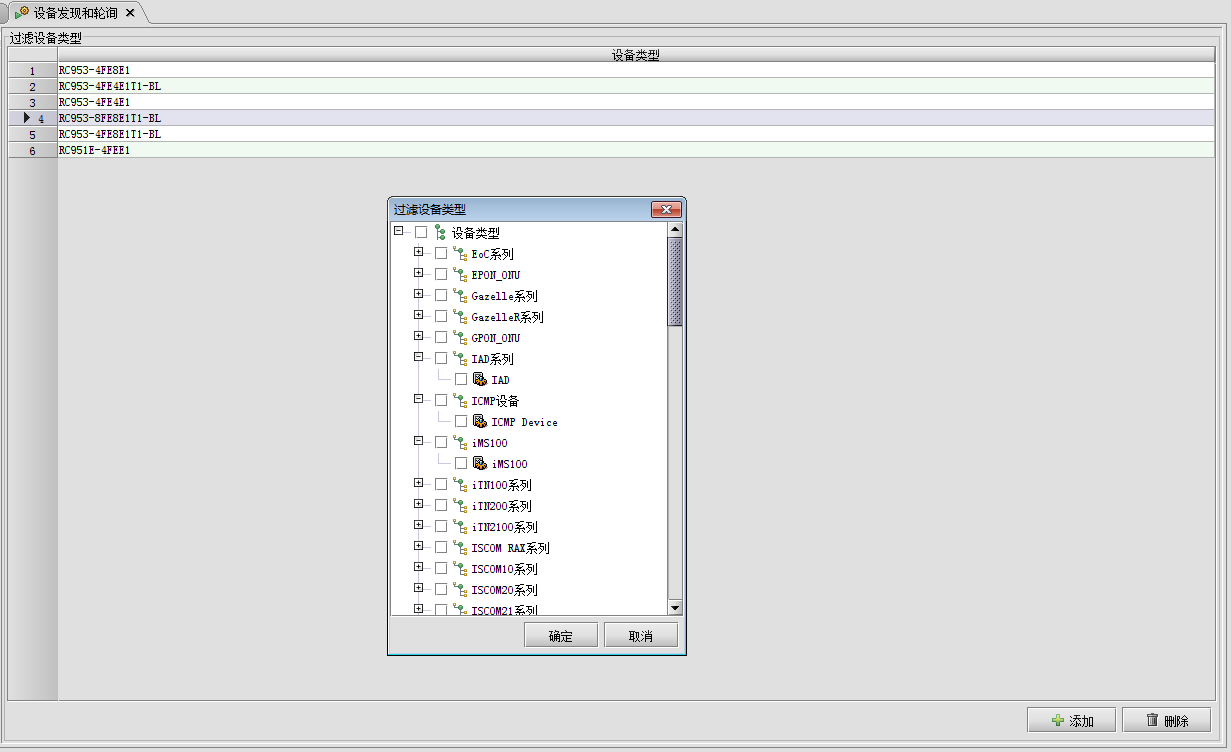 设备发现和轮询
过滤设备类型
设备类型
1 RC953-4FE8E1
2 RC953-4FE4E1T1-BL
3 RC953-4FE4E1
4 RC953-8FE8E1T1-BL
5 RC953-4FE8E1T1-BL
6 RC951E-4FEE1
过滤设备类型
设备类型
EoC系列
EPON_ONU
Gazelle系列
GazelleR系列
GPON_ONU
IAD系列
IAD
ICMP设备
ICMP Device
iMS100
iMS100
iTN100系列
iTN200系列
iTN2100系列
ISCOM RAX系列
ISCOM10系列
ISCOM20系列
ISCOM21系列
确定 取消
添加 删除